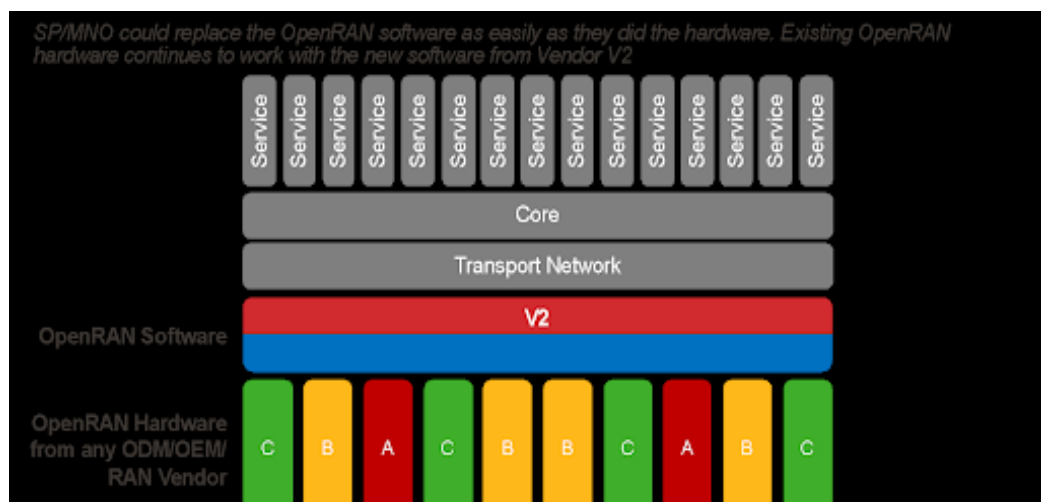 SP/MNO could replace the OpenRAN software as easily as they did the hardware. Existing OpenRAN
hardware continues to work with the new software from Vendor V2
Service Service Service Service Service Service Service Service Service Service Service Service Service Service Service
Core
Transport Network
V2
OpenRAN Software
OpenRAN Hardware
from any ODM/OEM/
RAN Vendor
C B A C B B C A B C